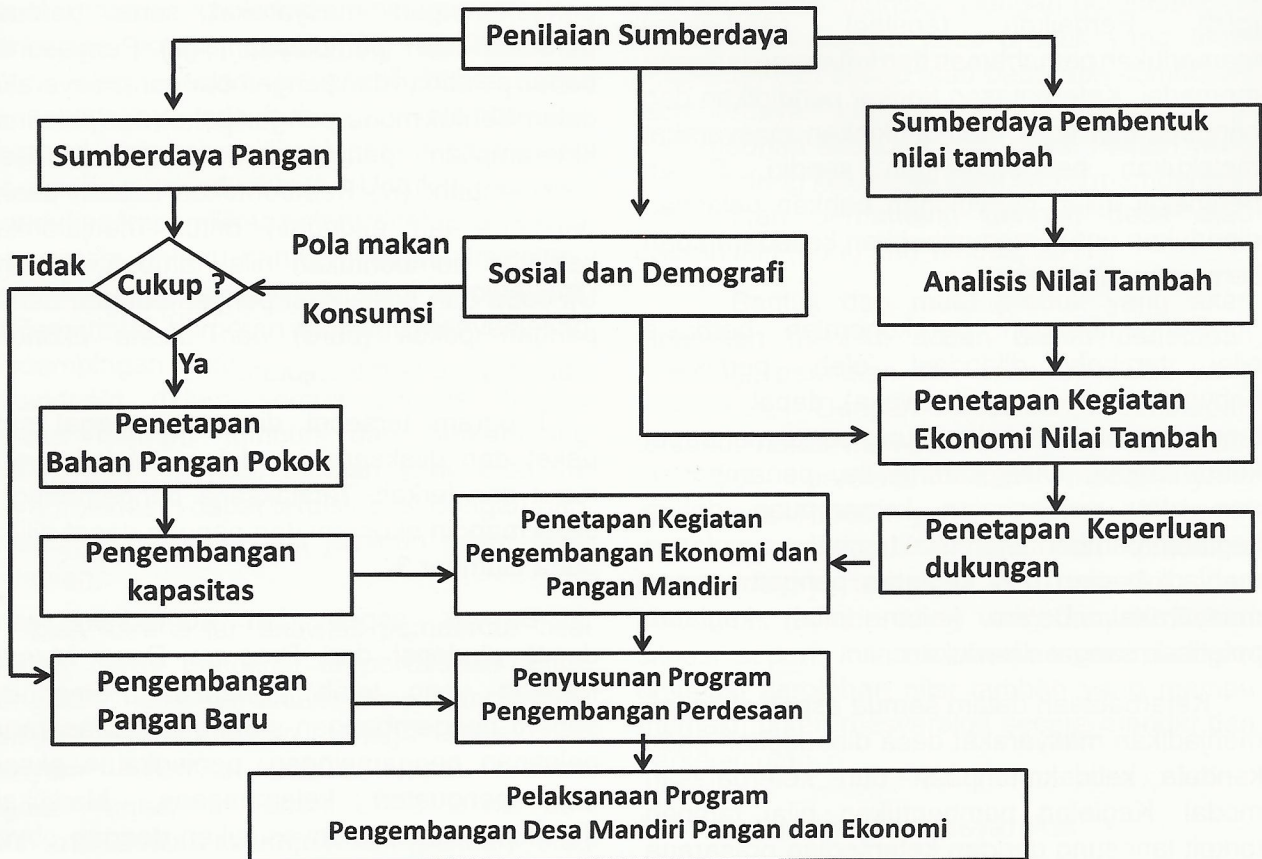 Penilaian Sumberdaya
Sumberdaya Pangan
Sumberdaya Pembentuk
nilai tambah
Tidak
Cukup ?
Pola makan
Konsumsi
Sosial dan Demografi
Analisis Nilai Tambah
Ya
Penetapan
Bahan Pangan Pokok
Penetapan Kegiatan
Ekonomi Nilai Tambah
Pengembangan
kapasitas
Penetapan Kegiatan
Pengembangan Ekonomi dan
Pangan Mandiri
Penetapan Keperluan
dukungan
Pengembangan
Pangan Baru
Penyusunan Program
Pengembangan Perdesaan
Pelaksanaan Program
Pengembangan Desa Mandiri Pangan dan Ekonomi